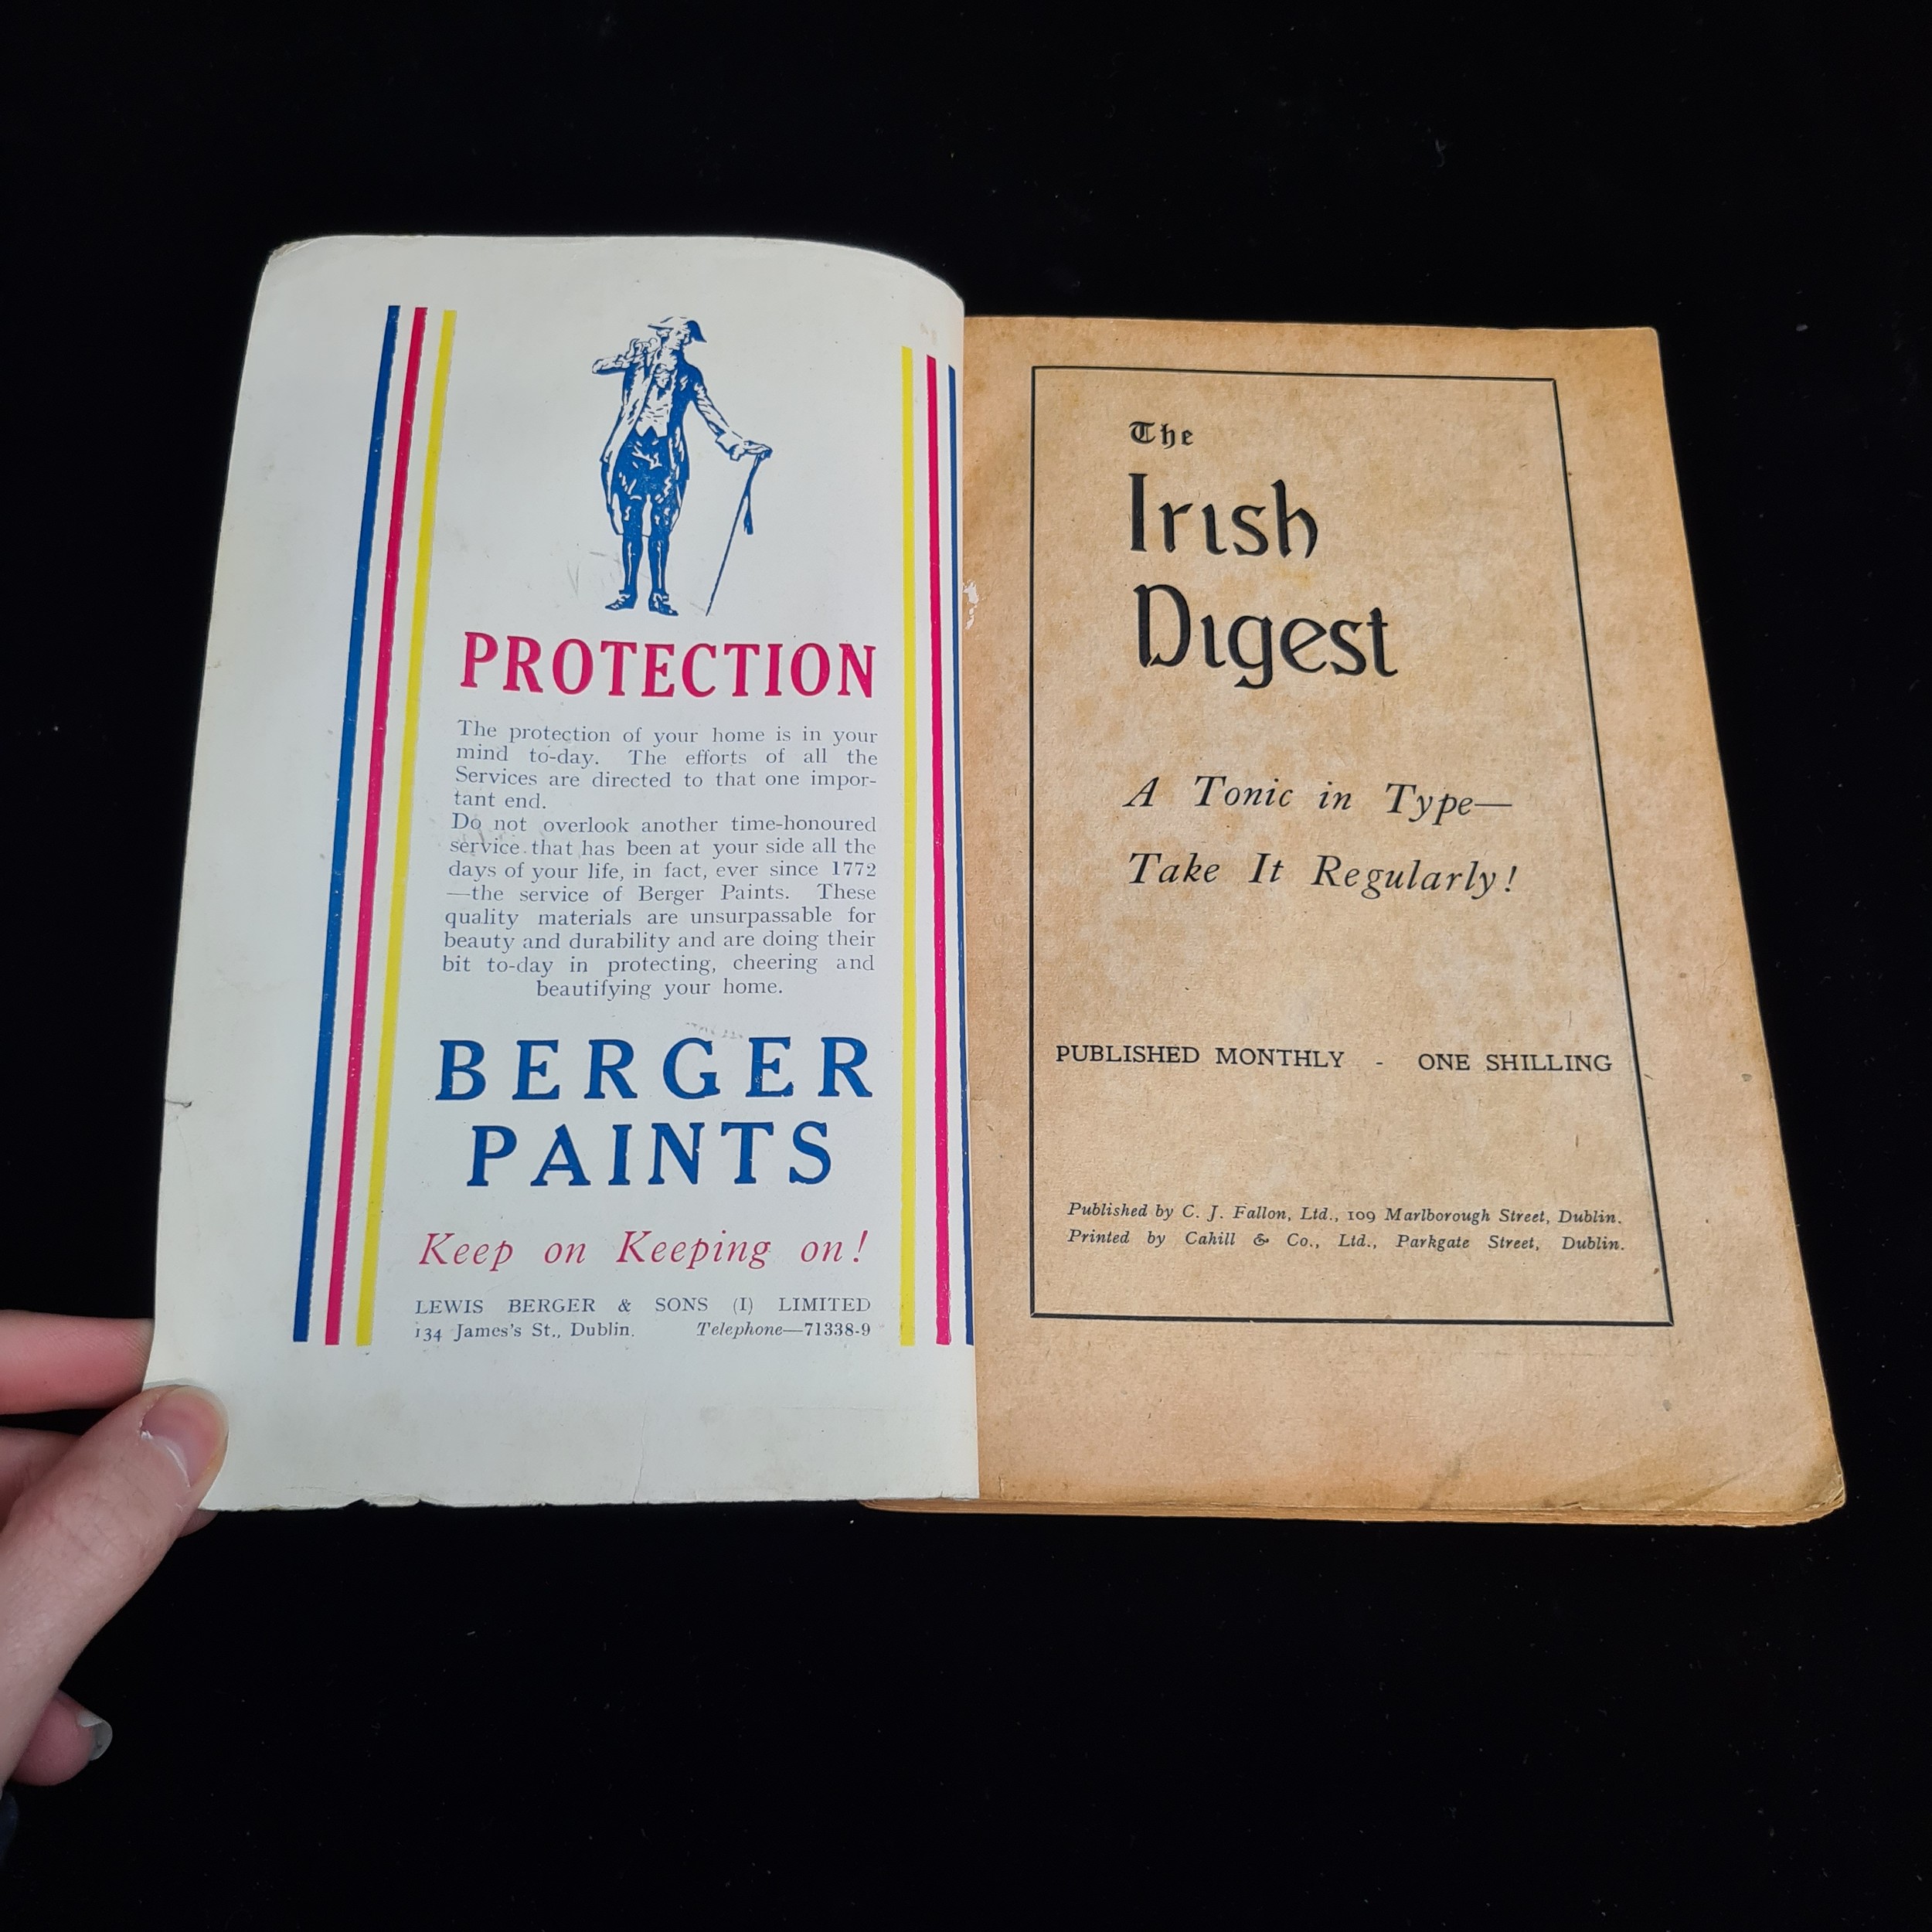 PROTECTION
The protection of your home is in your
mind to-day. The efforts of all the
Services are directed to that one impor-
tant end.
Do not overlook another time-honoured
service that has been at your side all the
days of your life, in fact, ever since 1772
—the service of Berger Paints. These
quality materials are unsurpassable for
beauty and durability and are doing their
bit to-day in protecting, cheering and
beautifying your home.
BERGER
PAINTS
Keep on Keeping on!
LEWIS BERGER & SONS (I) LIMITED
134 James's St., Dublin. Telephone—71338-9
The
Irish
Digest
A Tonic in Type—
Take It Regularly!
PUBLISHED MONTHLY - ONE SHILLING
Published by C. J. Fallon, Ltd., 109 Marlborough Street, Dublin.
Printed by Cahill & Co., Ltd., Parkgate Street, Dublin.